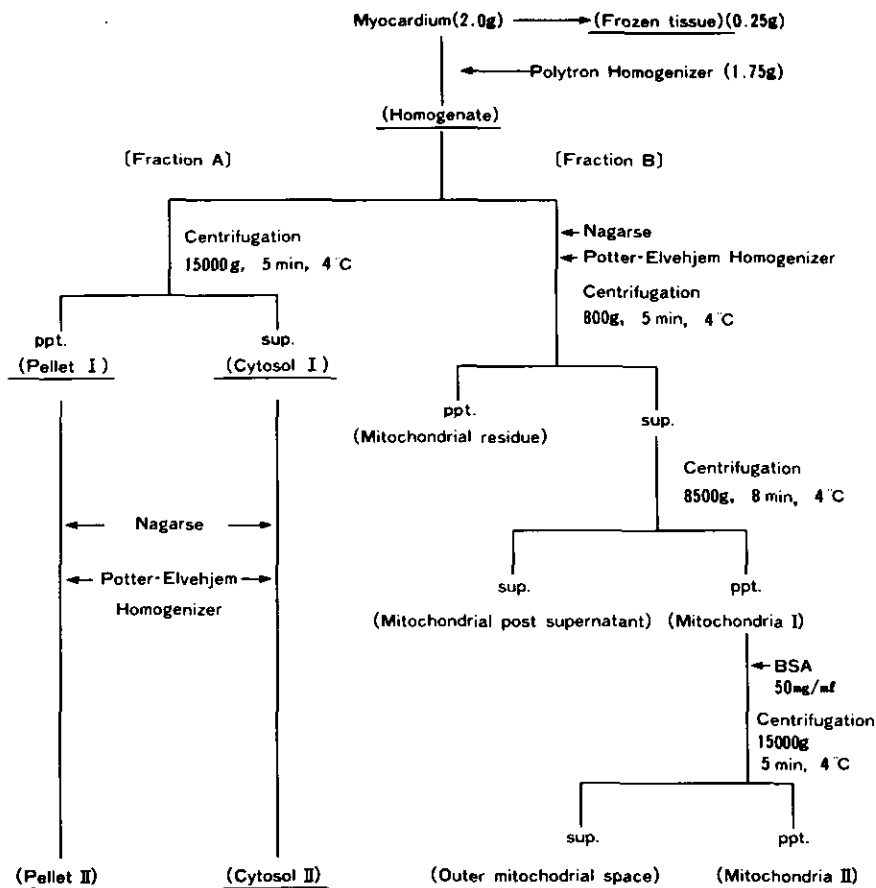 Myocardium(2.0g) (Frozen tissue)(0.25g)
Polytron Homogenizer (1.75g)
(Homogenate)
〔Fraction A〕
〔Fraction B〕
Centrifugation
15000g, 5 min, 4 ̈C
ppt.
(Pellet I)
sup.
(Cytosol I)
Nagarse
Potter-Elvehjem
Homogenizer
(Pellet II)
(Cytosol II)
Nagarse
Potter-Elvehjem Homogenizer
Centrifugation
800g, 5 min, 4 ̈C
ppt.
(Mitochondrial residue)
sup.
Centrifugation
8500g, 8 min, 4 ̈C
sup.
(Mitochondrial post supernatant)
ppt.
(Mitochondria I)
BSA
50mg/mℓ
Centrifugation
15000g
5 min, 4 ̈C
sup.
(Outer mitochodrial space)
ppt.
(Mitochondria II)